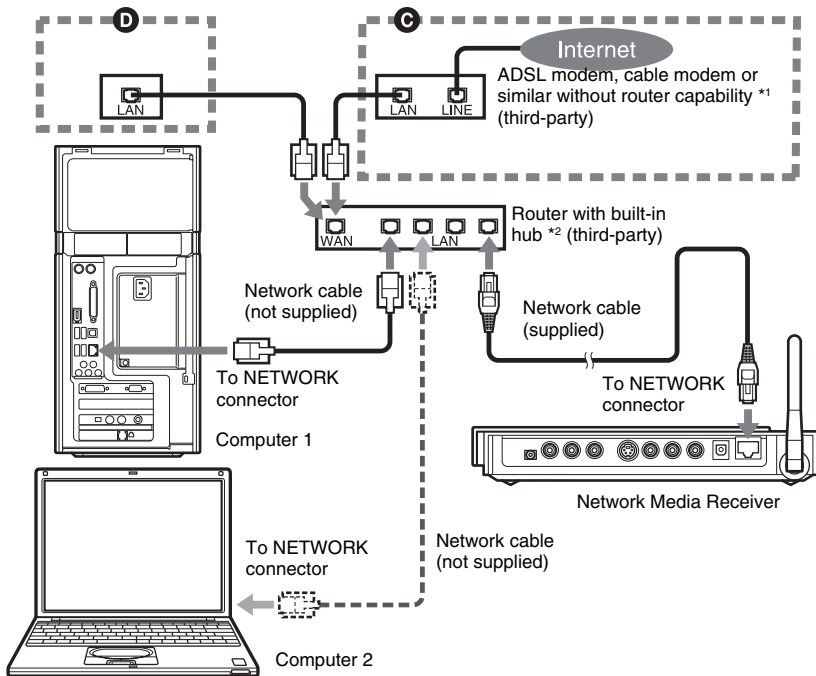 D
C
Internet
ADSL modem, cable modem or
similar without router capability *1
(third-party)
LAN
LAN LINE
Router with built-in
hub *2 (third-party)
WAN LAN
Network cable
(not supplied)
Network cable
(supplied)
To NETWORK
connector
To NETWORK
connector
Computer 1
Network Media Receiver
To NETWORK
connector
Network cable
(not supplied)
Computer 2